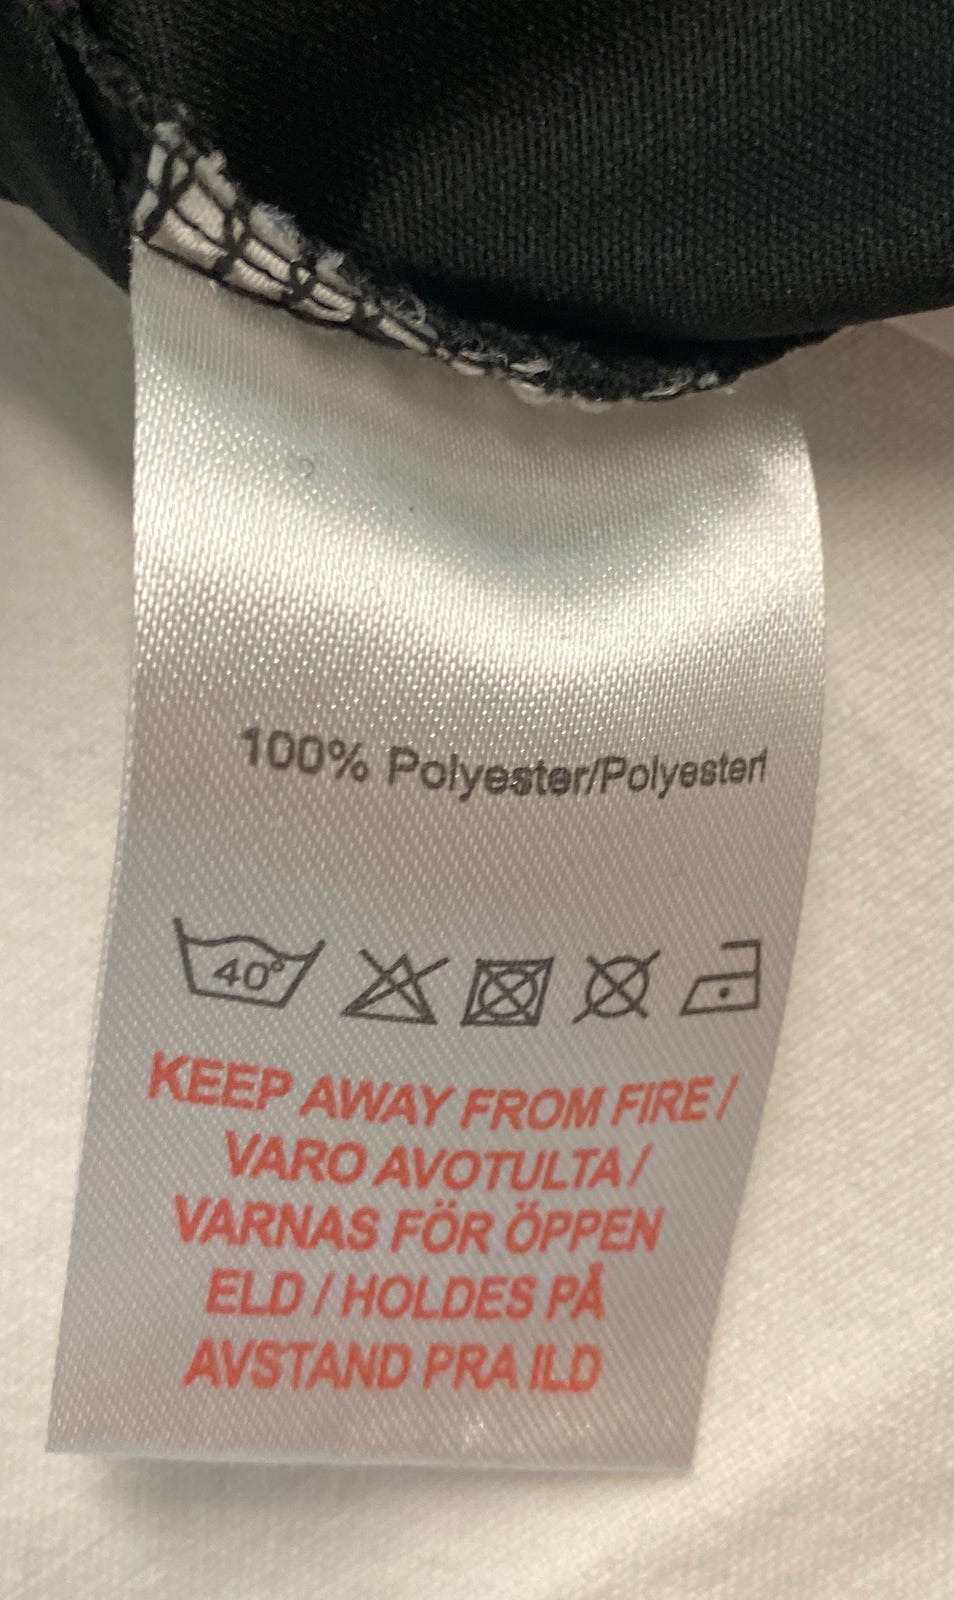 100% Polyester/Polyesteri
40°
KEEP AWAY FROM FIRE /
VARO AVOTULTA /
VARNAS FÖR ÖPPEN
ELD / HOLDES PÅ
AVSTAND PRA ILD